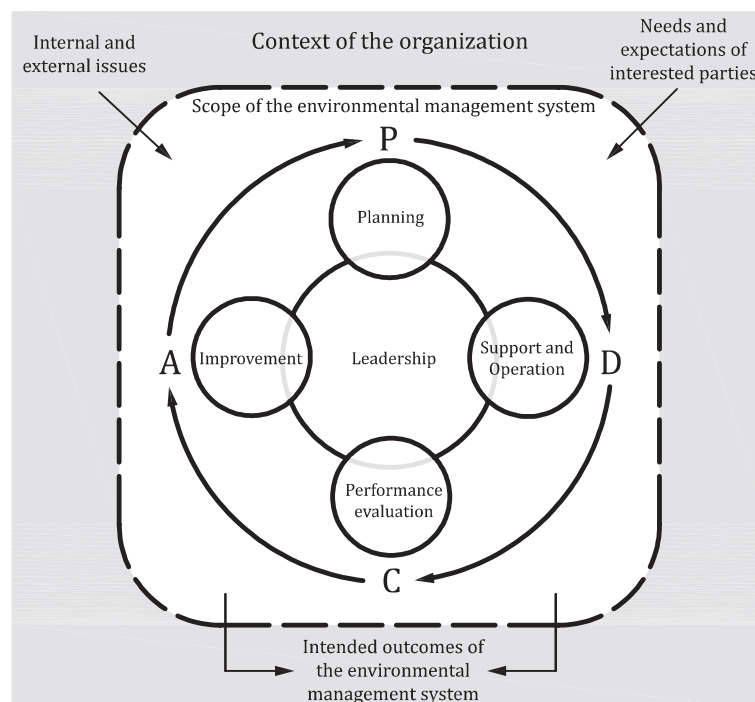 Context of the organization
Internal and
external issues
Needs and
expectations of
interested parties
Scope of the environmental management system
P
Planning
A
Improvement
Leadership
Support and
Operation
D
Performance
evaluation
C
Intended outcomes of
the environmental
management system